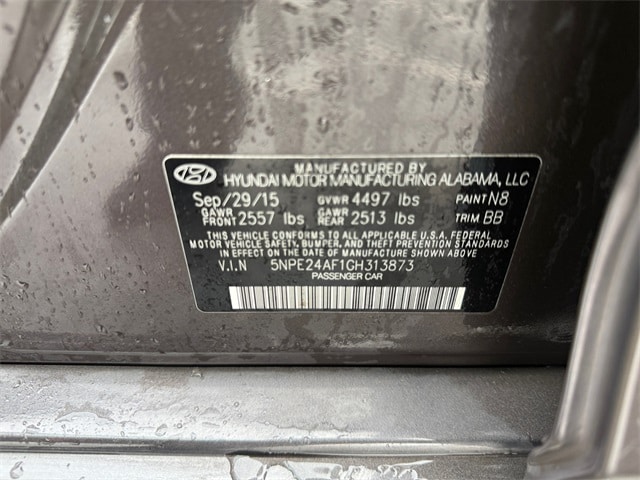 MANUFACTURED BY
HYUNDAI MOTOR MANUFACTURING ALABAMA, LLC
Sep/29/15 GVWR 4497 lbs PAINT N8
GAWR FRONT 2557 lbs GAWR REAR 2513 lbs TRIM BB
THIS VEHICLE CONFORMS TO ALL APPLICABLE U.S.A. FEDERAL
MOTOR VEHICLE SAFETY, BUMPER, AND THEFT PREVENTION STANDARDS
IN EFFECT ON THE DATE OF MANUFACTURE SHOWN ABOVE.
V.I.N 5NPE24AF1GH313873
PASSENGER CAR